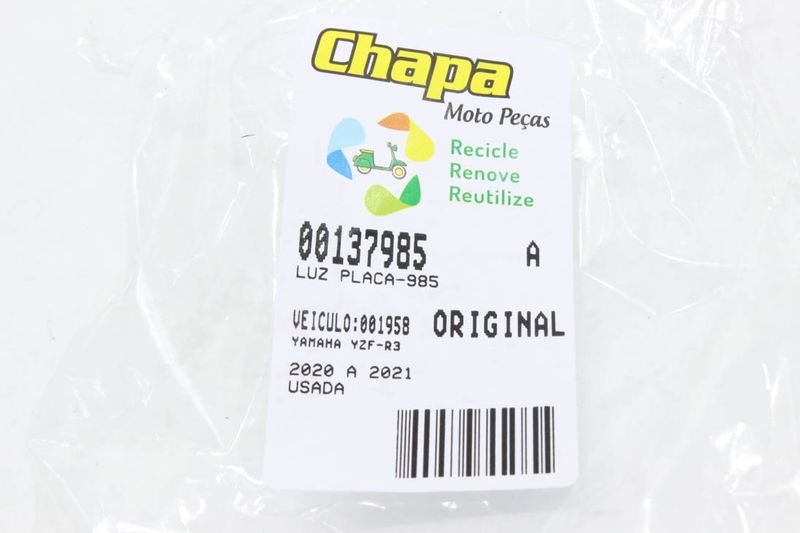 Chapa
Moto Peças
Recicle
Renove
Reutilize
00137985 A
LUZ PLACA-985
VEICULO:001958 ORIGINAL
YAMAHA YZF-R3
2020 A 2021
USADA